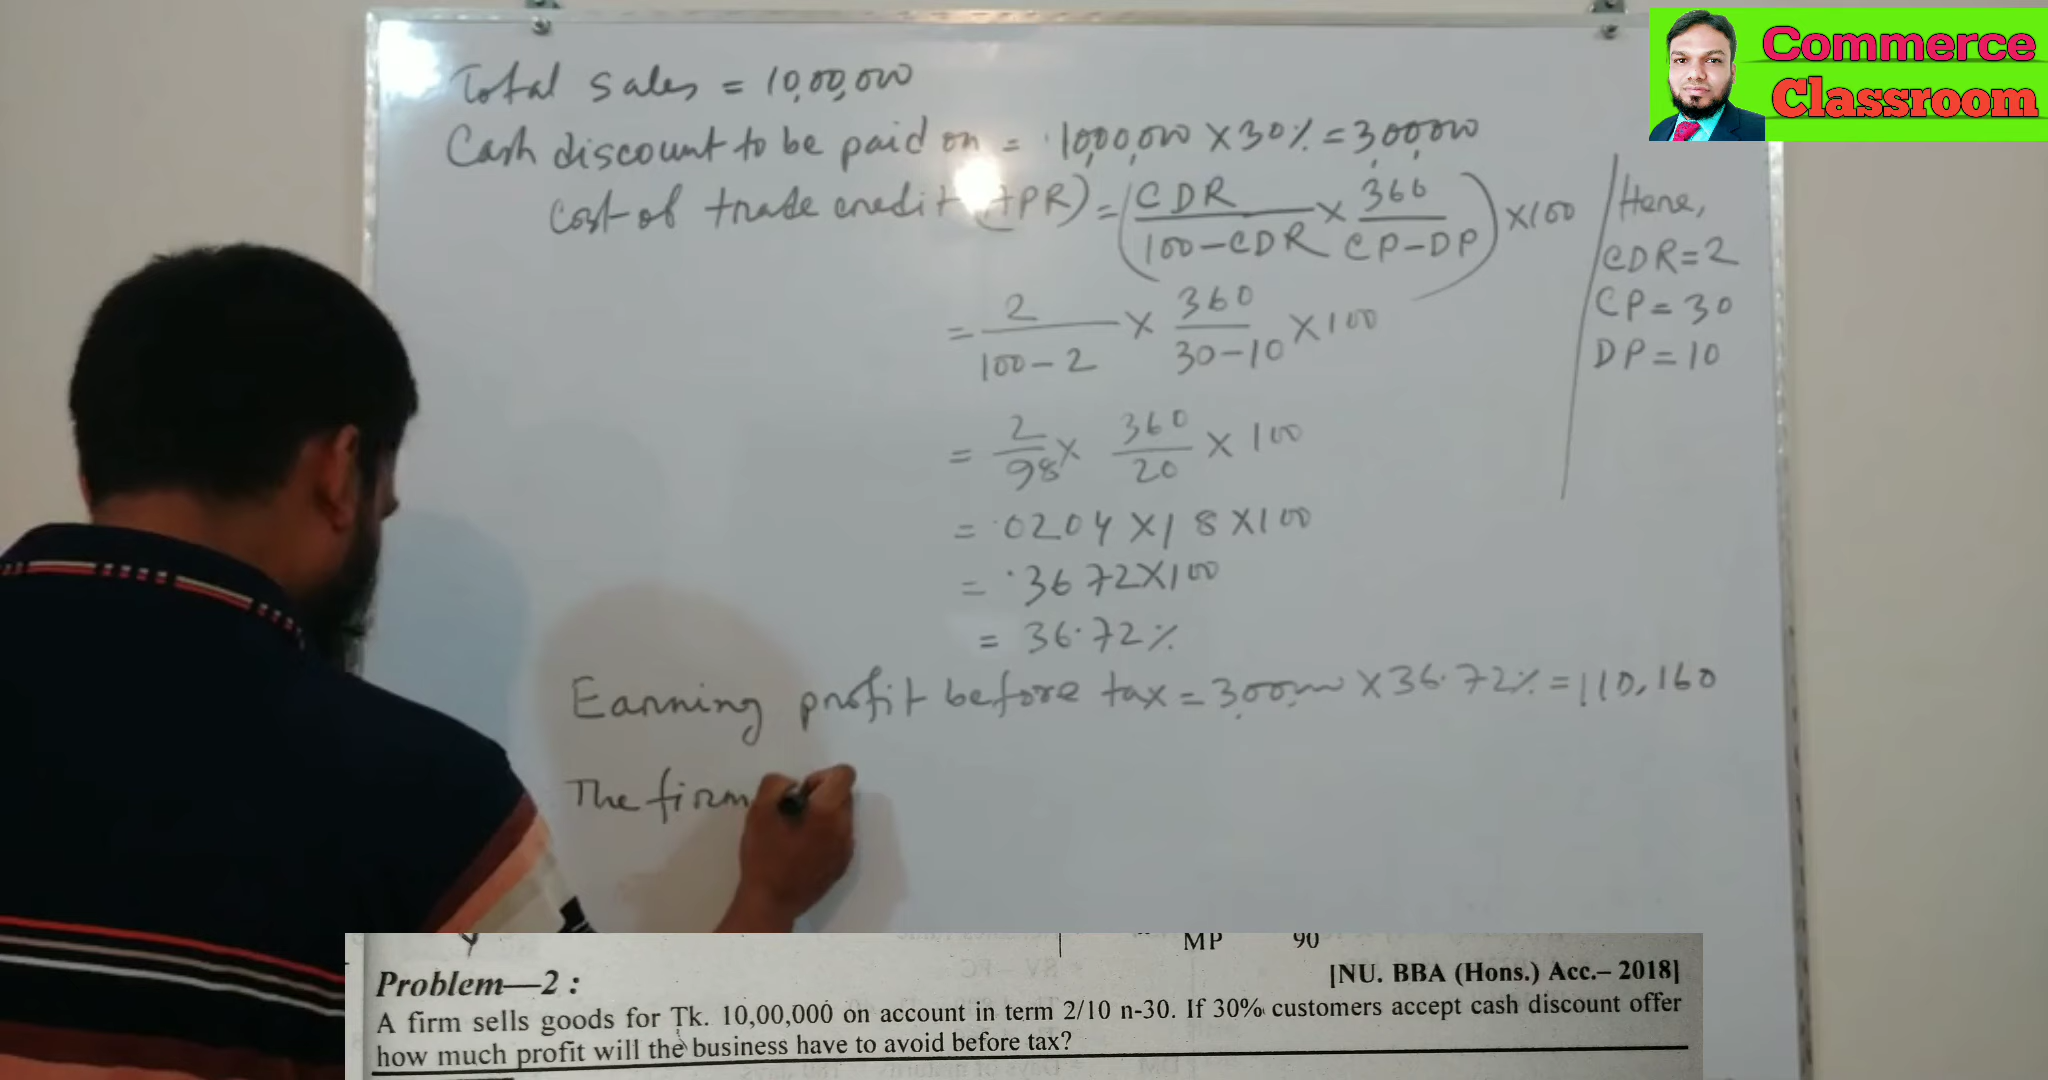 Commerce
Classroom
Total sales = 10,00,000
Cash discount to be paid on = 10,00,000 × 30% = 3,00,000
Cost of trade credit (APR) = (CDR / 100-CDR × 360 / CP-DP) × 100
Here,
CDR = 2
CP = 30
DP = 10
= 2 / 100-2 × 360 / 30-10 × 100
= 2 / 98 × 360 / 20 × 100
= .0204 × 18 × 100
= .3672 × 100
= 36.72%
Earning profit before tax = 3,00,000 × 36.72% = 110,160
The firm
MP 90
Problem—2 :
[NU. BBA (Hons.) Acc.– 2018]
A firm sells goods for Tk. 10,00,000 on account in term 2/10 n-30. If 30% customers accept cash discount offer
how much profit will the business have to avoid before tax?